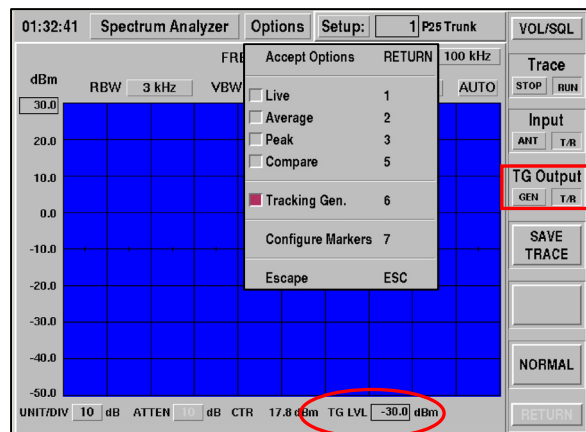 01:32:41 Spectrum Analyzer Options Setup: 1 P25 Trunk
FRE 100 kHz
dBm RBW 3 kHz VBW AUTO
30.0
20.0
10.0
0.0
-10.0
-20.0
-30.0
-40.0
-50.0
Accept Options RETURN
Live 1
Average 2
Peak 3
Compare 5
Tracking Gen. 6
Configure Markers 7
Escape ESC
UNIT/DIV 10 dB ATTEN 10 dB CTR 17.8 dBm TG LVL -30.0 dBm
VOL/SQL
Trace
STOP RUN
Input
ANT T/R
TG Output
GEN T/R
SAVE
TRACE
NORMAL
RETURN